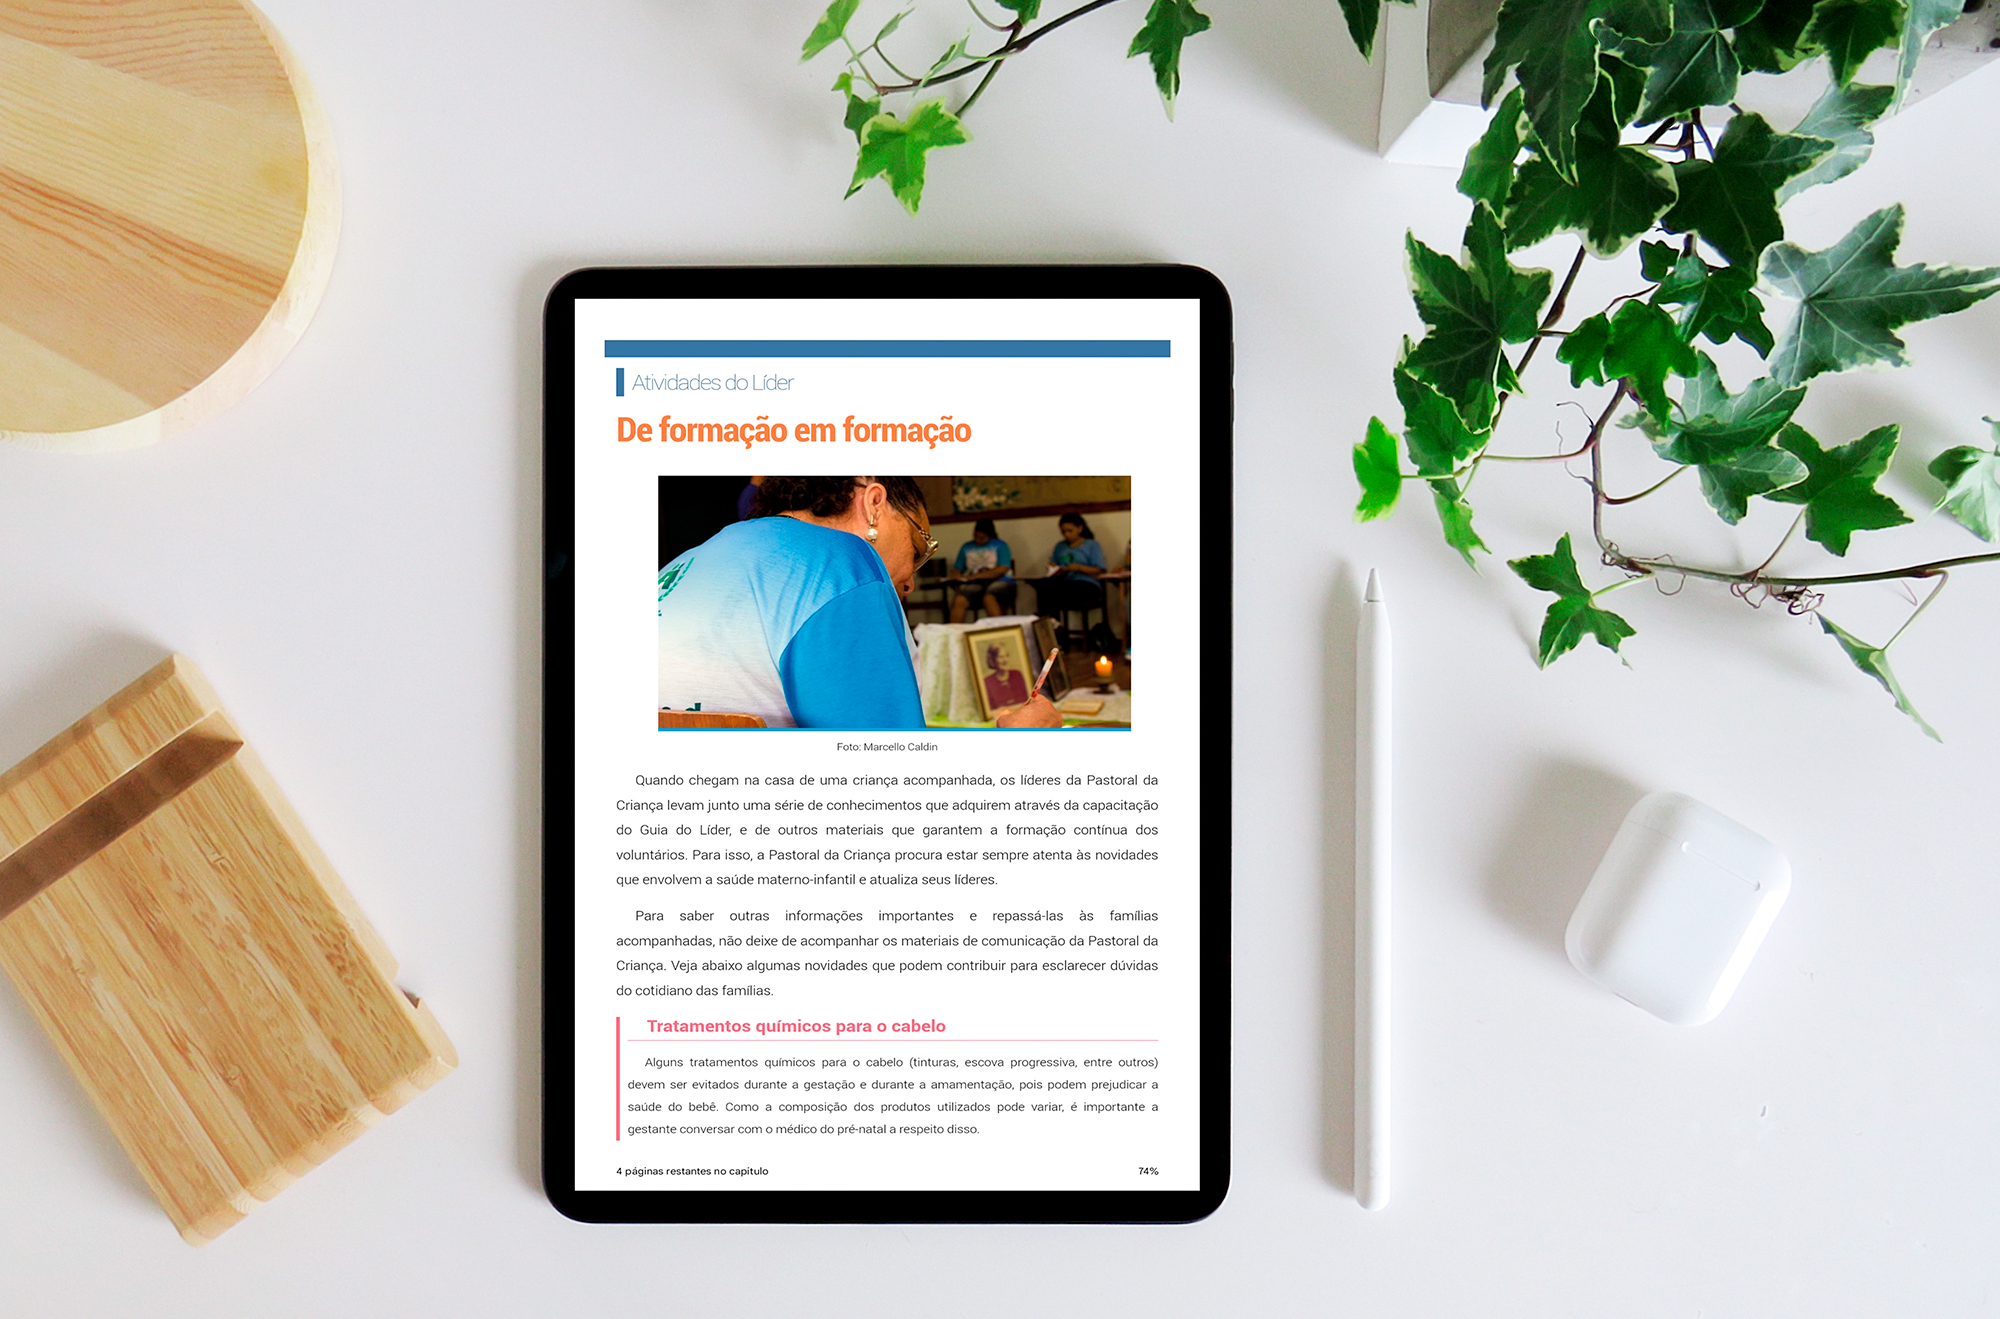 Atividades do Líder
De formação em formação
Foto: Marcello Caldin
Quando chegam na casa de uma criança acompanhada, os líderes da Pastoral da
Criança levam junto uma série de conhecimentos que adquirem através da capacitação
do Guia do Líder, e de outros materiais que garantem a formação contínua dos
voluntários. Para isso, a Pastoral da Criança procura estar sempre atenta às novidades
que envolvem a saúde materno-infantil e atualiza seus líderes.
Para saber outras informações importantes e repassá-las às famílias
acompanhadas, não deixe de acompanhar os materiais de comunicação da Pastoral da
Criança. Veja abaixo algumas novidades que podem contribuir para esclarecer dúvidas
do cotidiano das famílias.
Tratamentos químicos para o cabelo
Alguns tratamentos químicos para o cabelo (tinturas, escova progressiva, entre outros)
devem ser evitados durante a gestação e durante a amamentação, pois podem prejudicar a
saúde do bebê. Como a composição dos produtos utilizados pode variar, é importante a
gestante conversar com o médico do pré-natal a respeito disso.
4 páginas restantes no capítulo
74%